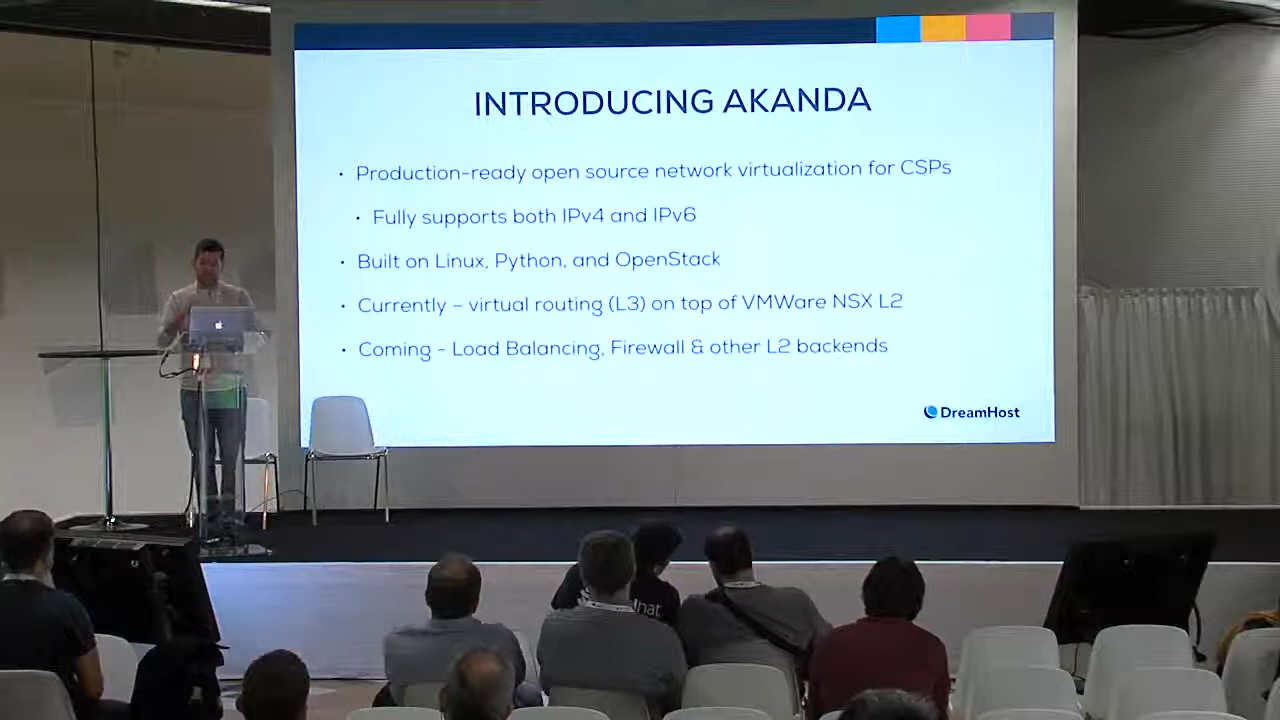 INTRODUCING AKANDA
• Production-ready open source network virtualization for CSPs
• Fully supports both IPv4 and IPv6
• Built on Linux, Python, and OpenStack
• Currently – virtual routing (L3) on top of VMWare NSX L2
• Coming - Load Balancing, Firewall & other L2 backends
DreamHost
hat